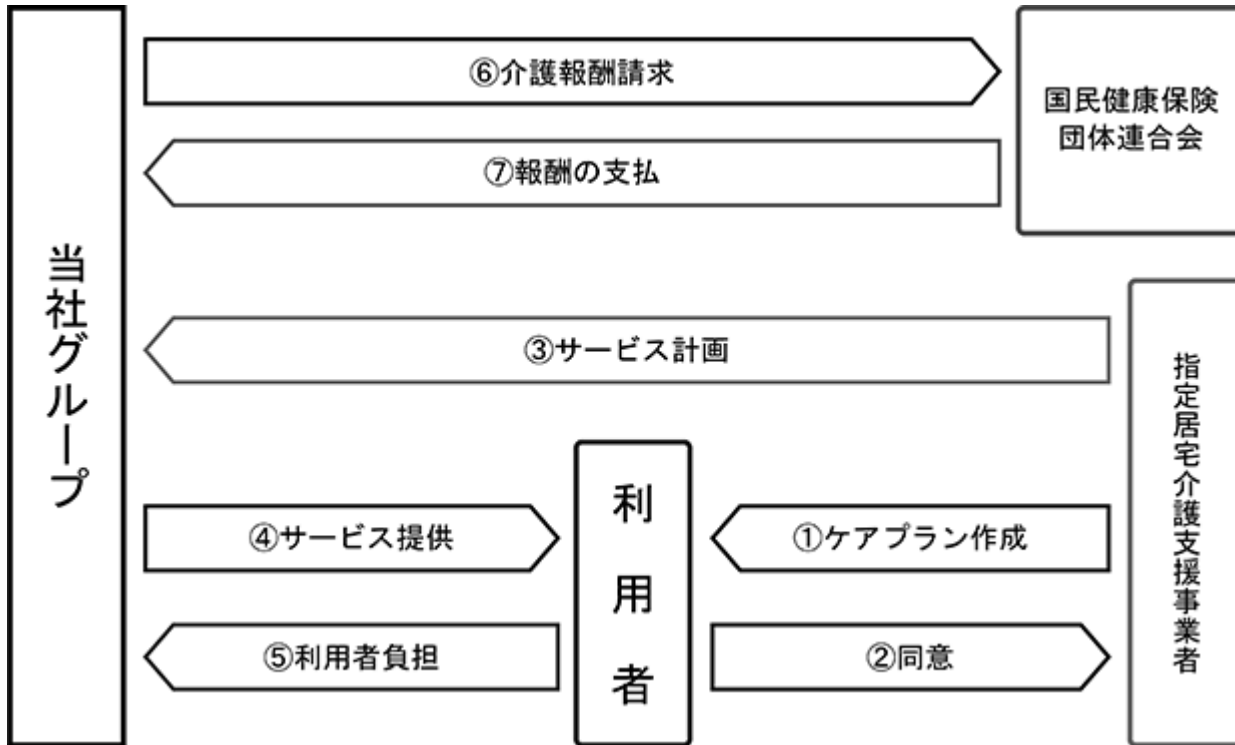 ⑥介護報酬請求
国民健康保険
団体連合会
⑦報酬の支払
当社グループ
③サービス計画
指定居宅介護支援事業者
利用者
④サービス提供
①ケアプラン作成
⑤利用者負担
②同意